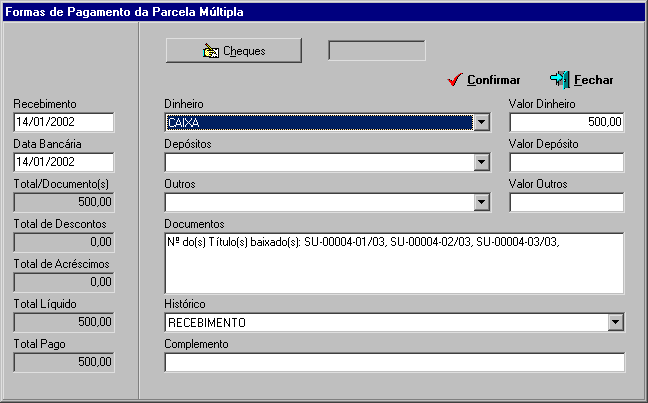 Formas de Pagamento da Parcela Múltipla
Cheques
Confirmar
Fechar
Recebimento
14/01/2002
Data Bancária
14/01/2002
Total/Documento(s)
500,00
Total de Descontos
0,00
Total de Acréscimos
0,00
Total Líquido
500,00
Total Pago
500,00
Dinheiro
CAIXA
Valor Dinheiro
500,00
Depósitos
Valor Depósito
Outros
Valor Outros
Documentos
Nº do(s) Título(s) baixado(s): SU-00004-01/03, SU-00004-02/03, SU-00004-03/03,
Histórico
RECEBIMENTO
Complemento